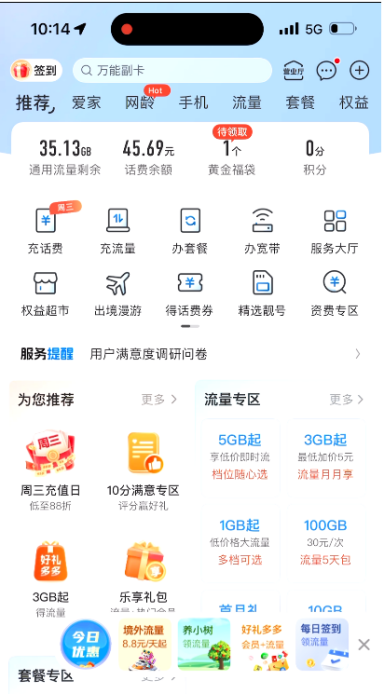 10:14
5G
签到
万能副卡
营业厅
Hot
推荐 爱家 网龄 手机 流量 套餐 权益
待领取
35.13GB 45.69元 1个 0分
通用流量剩余 话费余额 黄金福袋 积分
周三
充话费 充流量 办套餐 办宽带 服务大厅
权益超市 出境漫游 得话费券 精选靓号 资费专区
服务提醒 用户满意度调研问卷
为您推荐 更多
周三
周三充值日
低至88折
10分满意专区
评分赢好礼
好礼多多
3GB起
得流量
乐享礼包
流量专区 更多
5GB起
享低价即时流
档位随心选
3GB起
最低加价5元
流量月月享
1GB起
低价格大流量
多档可选
100GB
30元/次
流量5天包
首月礼
10GB
今日优惠
境外流量
8.8元/天起
养小树
领流量
好礼多多
会员+流量
每日签到
领流量
套餐专区